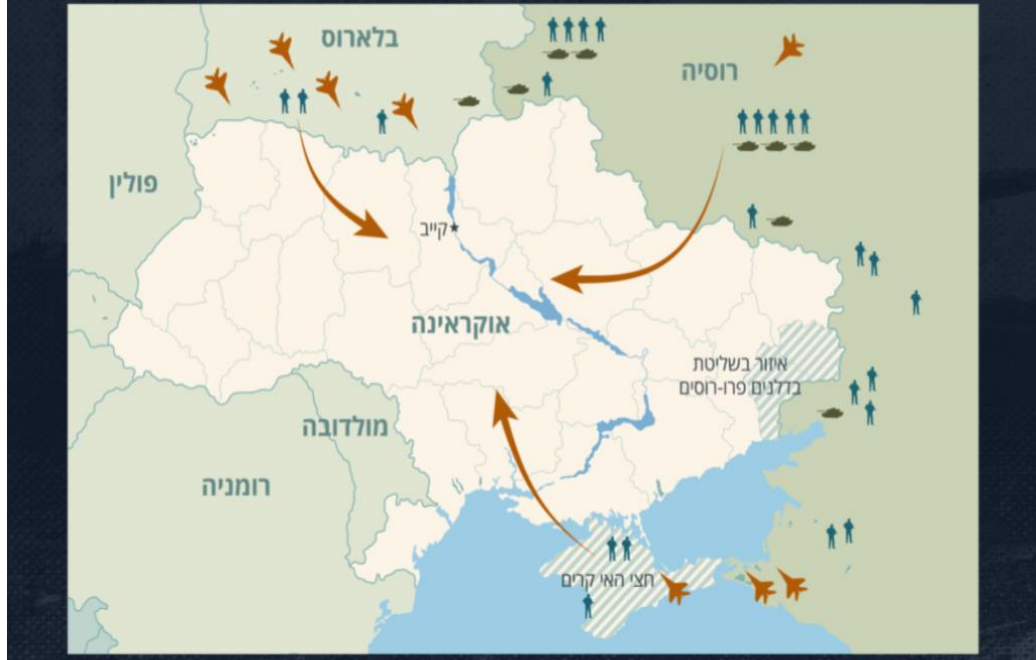 בלארוס
רוסיה
פולין
קייב
אוקראינה
איזור בשליטת
בדלנים פרו-רוסים
מולדובה
רומניה
חצי האי קרים